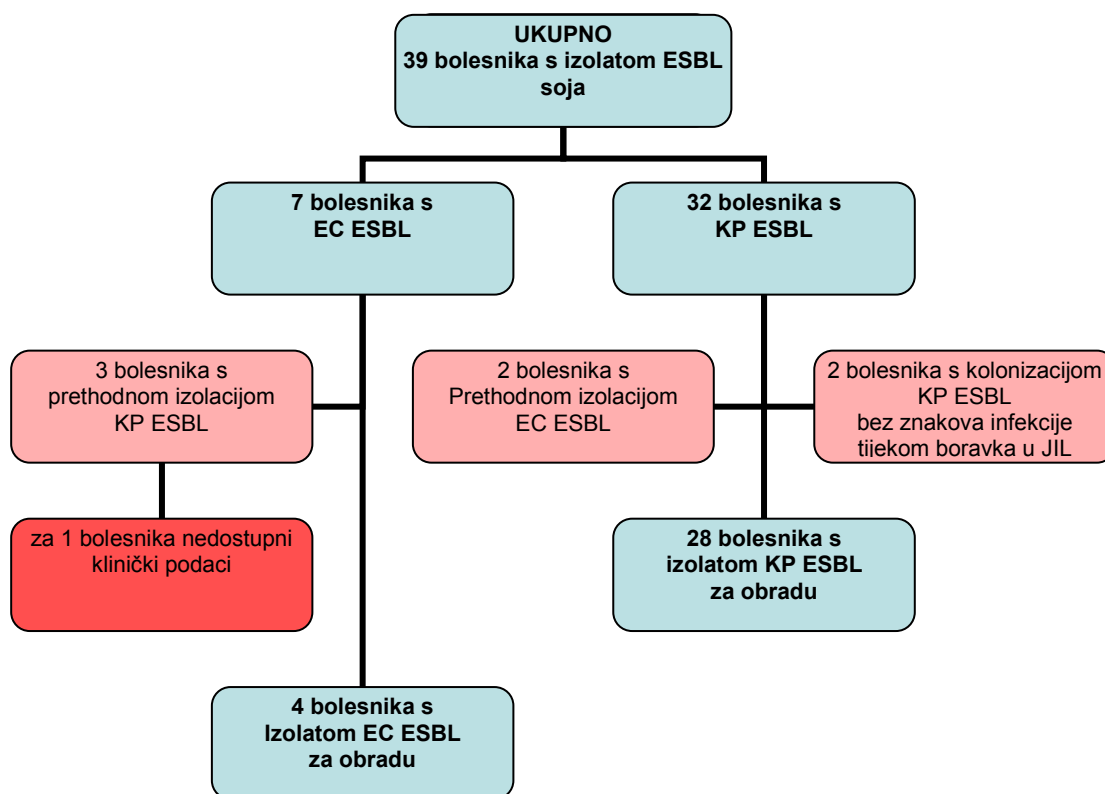 UKUPNO
39 bolesnika s izolatom ESBL
soja
7 bolesnika s
EC ESBL
32 bolesnika s
KP ESBL
3 bolesnika s
prethodnom izolacijom
KP ESBL
2 bolesnika s
Prethodnom izolacijom
EC ESBL
2 bolesnika s kolonizacijom
KP ESBL
bez znakova infekcije
tijekom boravka u JIL
za 1 bolesnika nedostupni
klinički podaci
28 bolesnika s
izolatom KP ESBL
za obradu
4 bolesnika s
Izolatom EC ESBL
za obradu